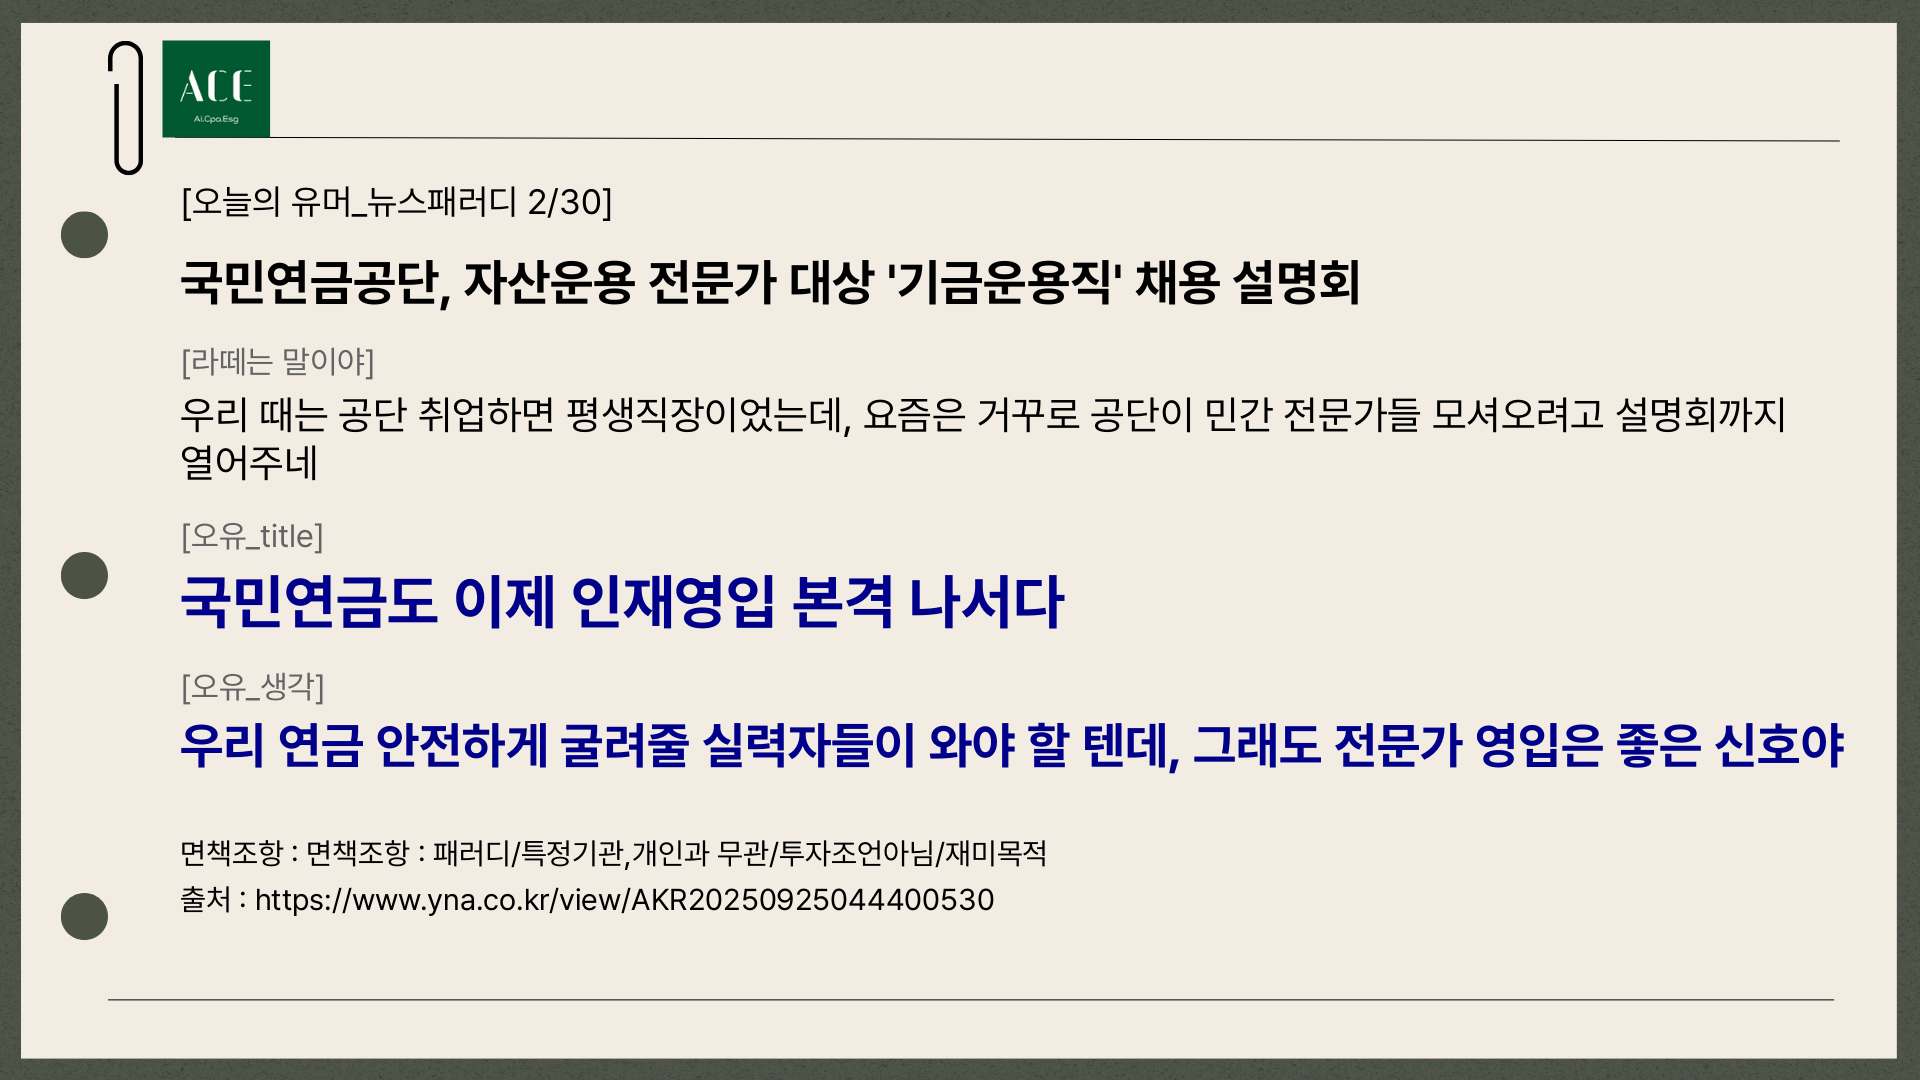 ACE
Ai.Cpa.Esg
[오늘의 유머_뉴스패러디 2/30]
국민연금공단, 자산운용 전문가 대상 '기금운용직' 채용 설명회
[라떼는 말이야]
우리 때는 공단 취업하면 평생직장이었는데, 요즘은 거꾸로 공단이 민간 전문가들 모셔오려고 설명회까지
열어주네
[오유_title]
국민연금도 이제 인재영입 본격 나서다
[오유_생각]
우리 연금 안전하게 굴려줄 실력자들이 와야 할 텐데, 그래도 전문가 영입은 좋은 신호야
면책조항 : 면책조항 : 패러디/특정기관,개인과 무관/투자조언아님/재미목적
출처 : https://www.yna.co.kr/view/AKR20250925044400530